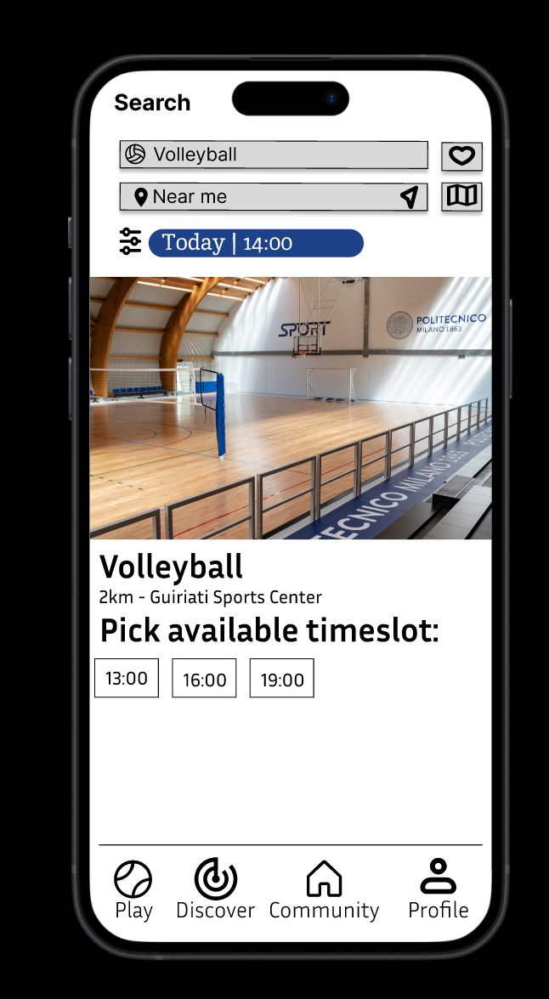 Search
Volleyball
Near me
Today | 14:00
SPORT
POLITECNICO
MILANO 1863
TECNICO MILANO 1863
Volleyball
2km - Guiriati Sports Center
Pick available timeslot:
13:00 16:00 19:00
Play Discover Community Profile